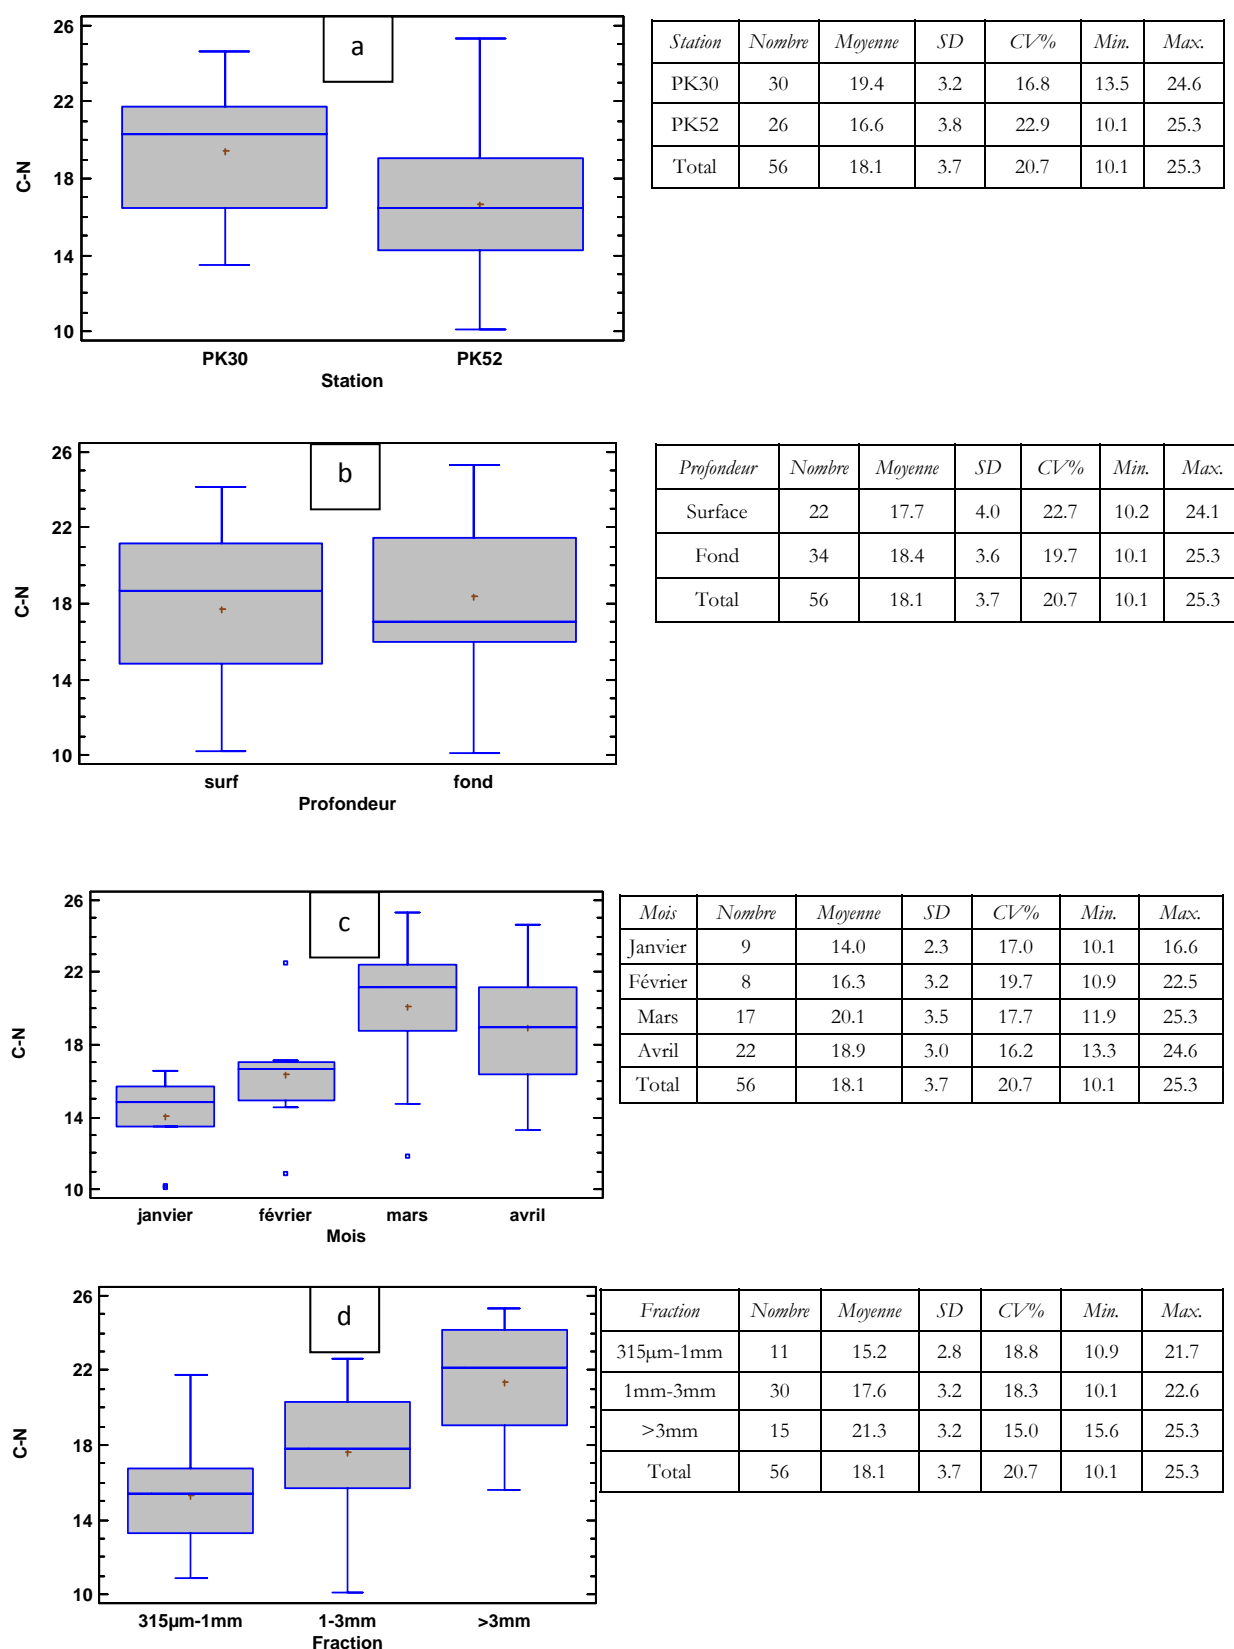 26
22
18
14
10
C-N
a
PK30 PK52
Station
Station Nombre Moyenne SD CV% Min. Max.
PK30 30 19.4 3.2 16.8 13.5 24.6
PK52 26 16.6 3.8 22.9 10.1 25.3
Total 56 18.1 3.7 20.7 10.1 25.3
26
22
18
14
10
C-N
b
surf fond
Profondeur
Profondeur Nombre Moyenne SD CV% Min. Max.
Surface 22 17.7 4.0 22.7 10.2 24.1
Fond 34 18.4 3.6 19.7 10.1 25.3
Total 56 18.1 3.7 20.7 10.1 25.3
26
22
18
14
10
C-N
c
janvier février mars avril
Mois
Mois Nombre Moyenne SD CV% Min. Max.
Janvier 9 14.0 2.3 17.0 10.1 16.6
Février 8 16.3 3.2 19.7 10.9 22.5
Mars 17 20.1 3.5 17.7 11.9 25.3
Avril 22 18.9 3.0 16.2 13.3 24.6
Total 56 18.1 3.7 20.7 10.1 25.3
26
22
18
14
10
C-N
d
315µm-1mm 1-3mm >3mm
Fraction
Fraction Nombre Moyenne SD CV% Min. Max.
315µm-1mm 11 15.2 2.8 18.8 10.9 21.7
1mm-3mm 30 17.6 3.2 18.3 10.1 22.6
>3mm 15 21.3 3.2 15.0 15.6 25.3
Total 56 18.1 3.7 20.7 10.1 25.3